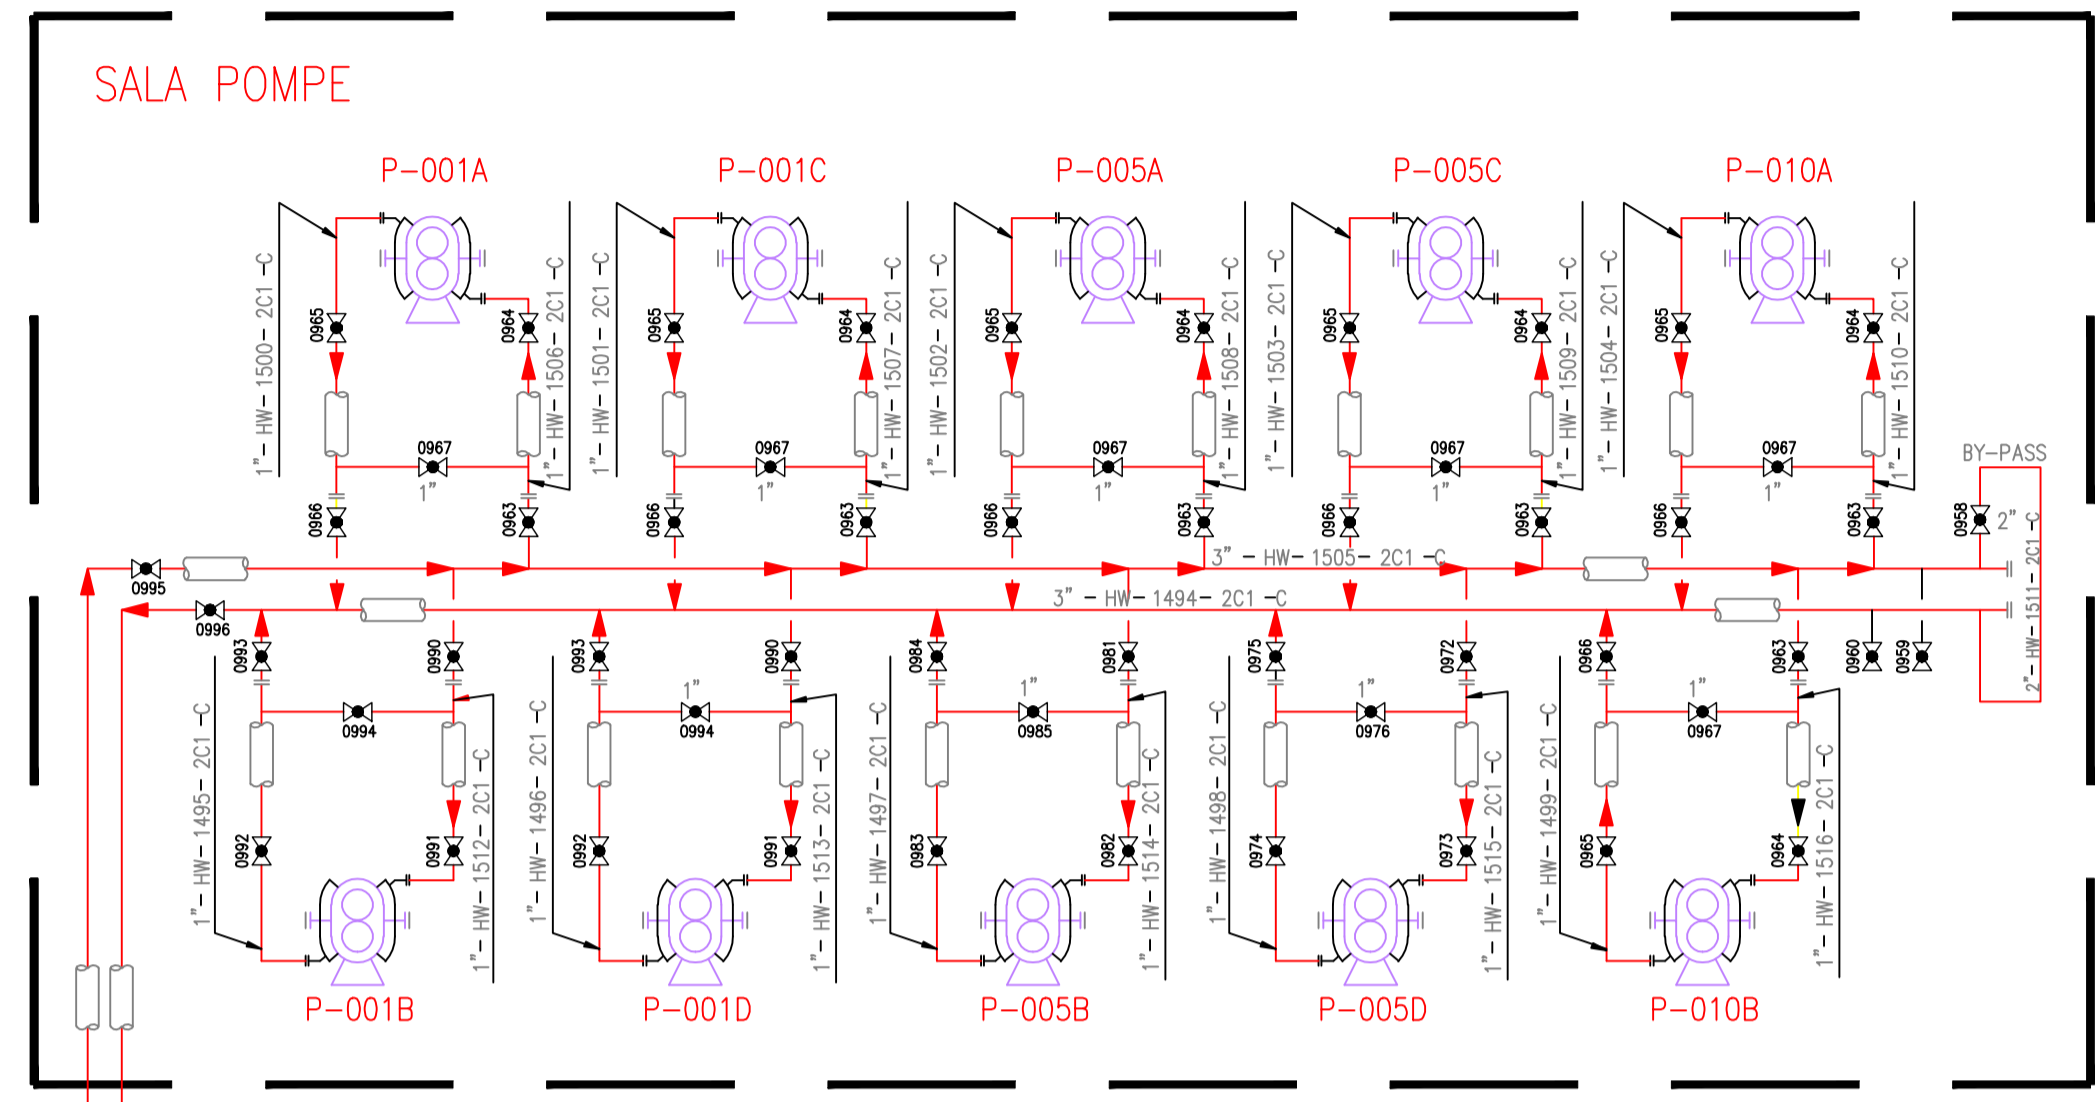 SALA POMPE
P-001A
P-001C
P-005A
P-005C
P-010A
1"- HW-1500- 2C1 -C
0965
0964
1"- HW-1506- 2C1 -C
0967
1"
0966
0963
1"- HW-1501- 2C1 -C
0965
0964
1"- HW-1507- 2C1 -C
0967
1"
0966
0963
1"- HW-1502- 2C1 -C
0965
0964
1"- HW-1508- 2C1 -C
0967
1"
0966
0963
1"- HW-1503- 2C1 -C
0965
0964
1"- HW-1509- 2C1 -C
0967
1"
0966
0963
1"- HW-1504- 2C1 -C
0965
0964
1"- HW-1510- 2C1 -C
0967
1"
0966
0963
BY-PASS
0958
2"
2"-HW-1511-2C1 -C
0995
3" - HW- 1505- 2C1 -C
0996
3" - HW- 1494- 2C1 -C
0993
0990
0994
1"- HW-1495- 2C1 -C
0992
0991
1"- HW-1512- 2C1 -C
0993
0990
1"
0994
1"- HW-1496- 2C1 -C
0992
0991
1"- HW-1513- 2C1 -C
0984
0981
1"
0985
1"- HW-1497- 2C1 -C
0983
0982
1"- HW-1514- 2C1 -C
0975
0972
1"
0976
1"- HW-1498- 2C1 -C
0974
0973
1"- HW-1515- 2C1 -C
0966
0963
1"
0967
1"- HW-1499- 2C1 -C
0965
0964
1"- HW-1516- 2C1 -C
0960
0959
P-001B
P-001D
P-005B
P-005D
P-010B